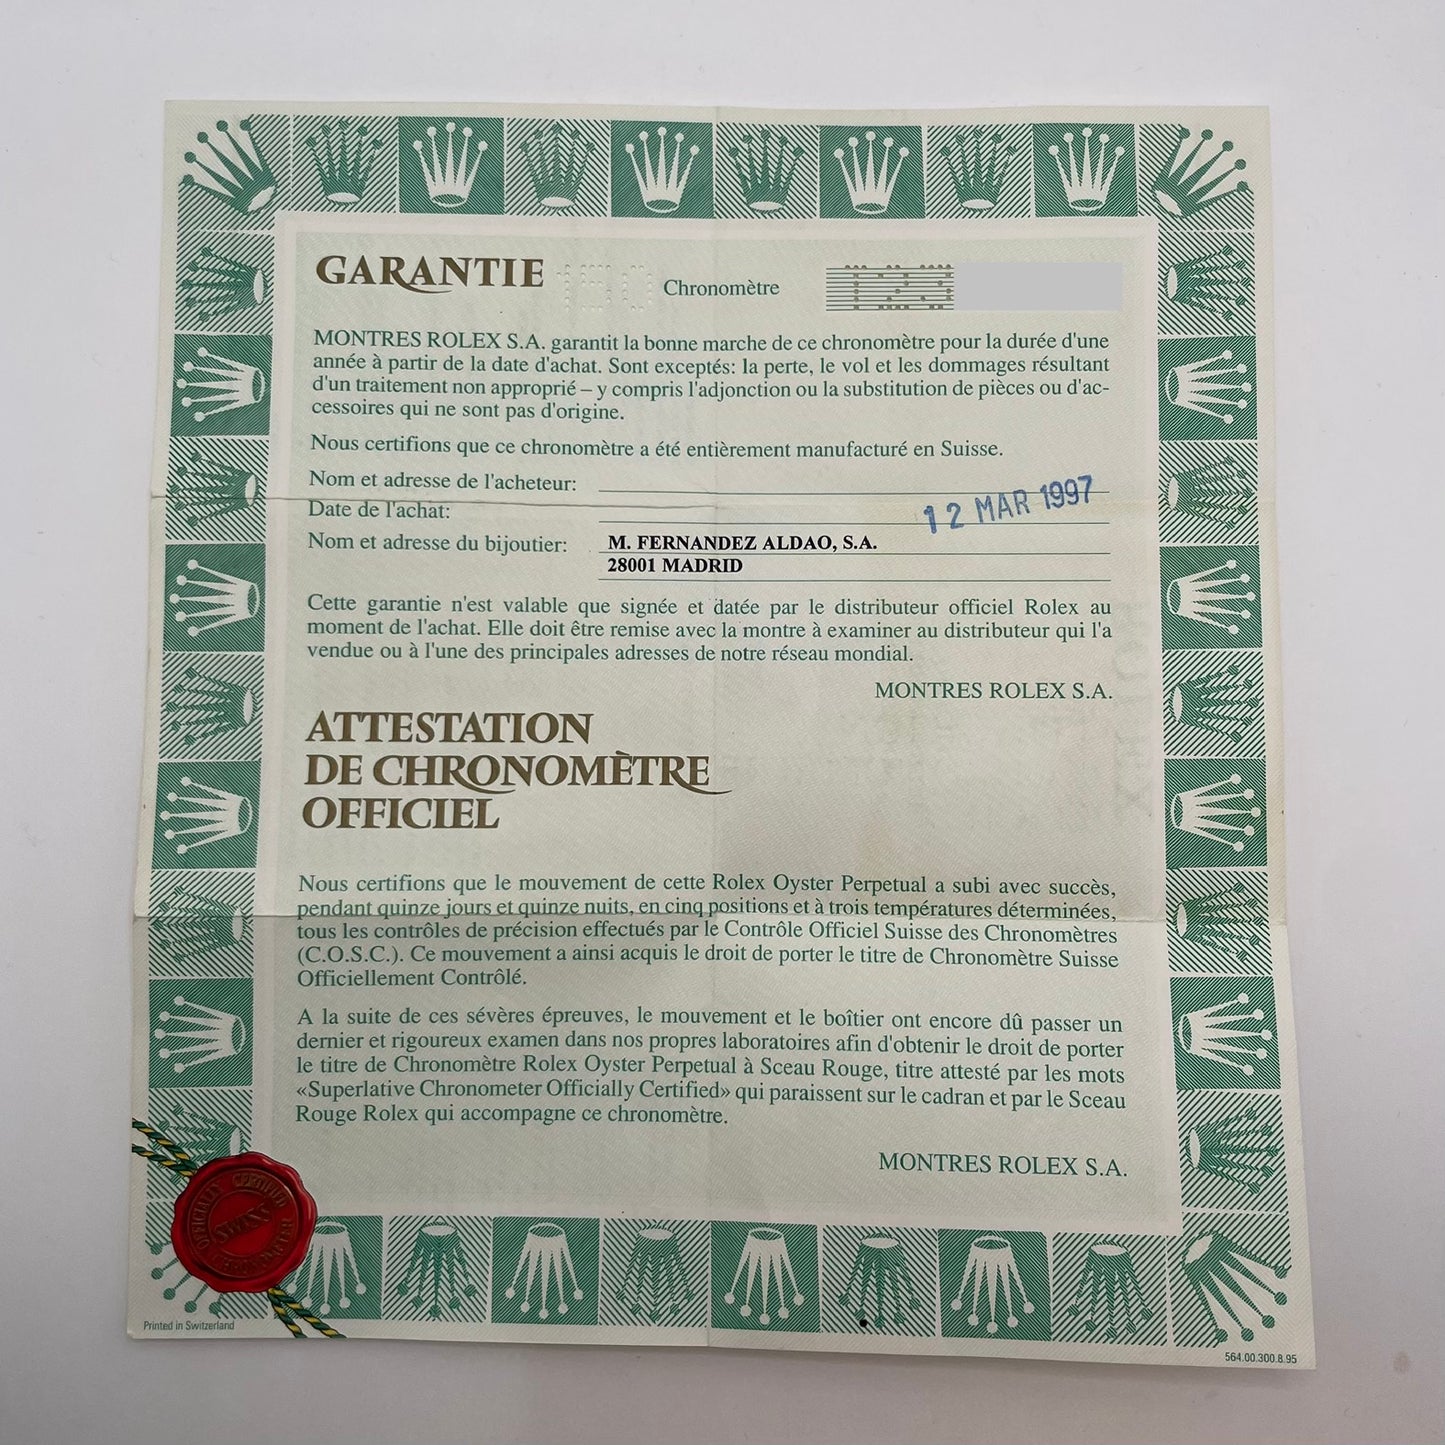 GARANTIE 150 Chronomètre
MONTRES ROLEX S.A. garantit la bonne marche de ce chronomètre pour la durée d'une
année à partir de la date d'achat. Sont exceptés: la perte, le vol et les dommages résultant
d'un traitement non approprié – y compris l'adjonction ou la substitution de pièces ou d'ac-
cessoires qui ne sont pas d'origine.
Nous certifions que ce chronomètre a été entièrement manufacturé en Suisse.
Nom et adresse de l'acheteur:
Date de l'achat: 12 MAR 1997
Nom et adresse du bijoutier: M. FERNANDEZ ALDAO, S.A.
28001 MADRID
Cette garantie n'est valable que signée et datée par le distributeur officiel Rolex au
moment de l'achat. Elle doit être remise avec la montre à examiner au distributeur qui l'a
vendue ou à l'une des principales adresses de notre réseau mondial.
MONTRES ROLEX S.A.
ATTESTATION
DE CHRONOMÈTRE
OFFICIEL
Nous certifions que le mouvement de cette Rolex Oyster Perpetual a subi avec succès,
pendant quinze jours et quinze nuits, en cinq positions et à trois températures déterminées,
tous les contrôles de précision effectués par le Contrôle Officiel Suisse des Chronomètres
(C.O.S.C.). Ce mouvement a ainsi acquis le droit de porter le titre de Chronomètre Suisse
Officiellement Contrôlé.
A la suite de ces sévères épreuves, le mouvement et le boîtier ont encore dû passer un
dernier et rigoureux examen dans nos propres laboratoires afin d'obtenir le droit de porter
le titre de Chronomètre Rolex Oyster Perpetual à Sceau Rouge, titre attesté par les mots
«Superlative Chronometer Officially Certified» qui paraissent sur le cadran et par le Sceau
Rouge Rolex qui accompagne ce chronomètre.
MONTRES ROLEX S.A.
OFFICIALLY CERTIFIED
SWISS
CHRONOMETER
Printed in Switzerland
564.00.300.8.95